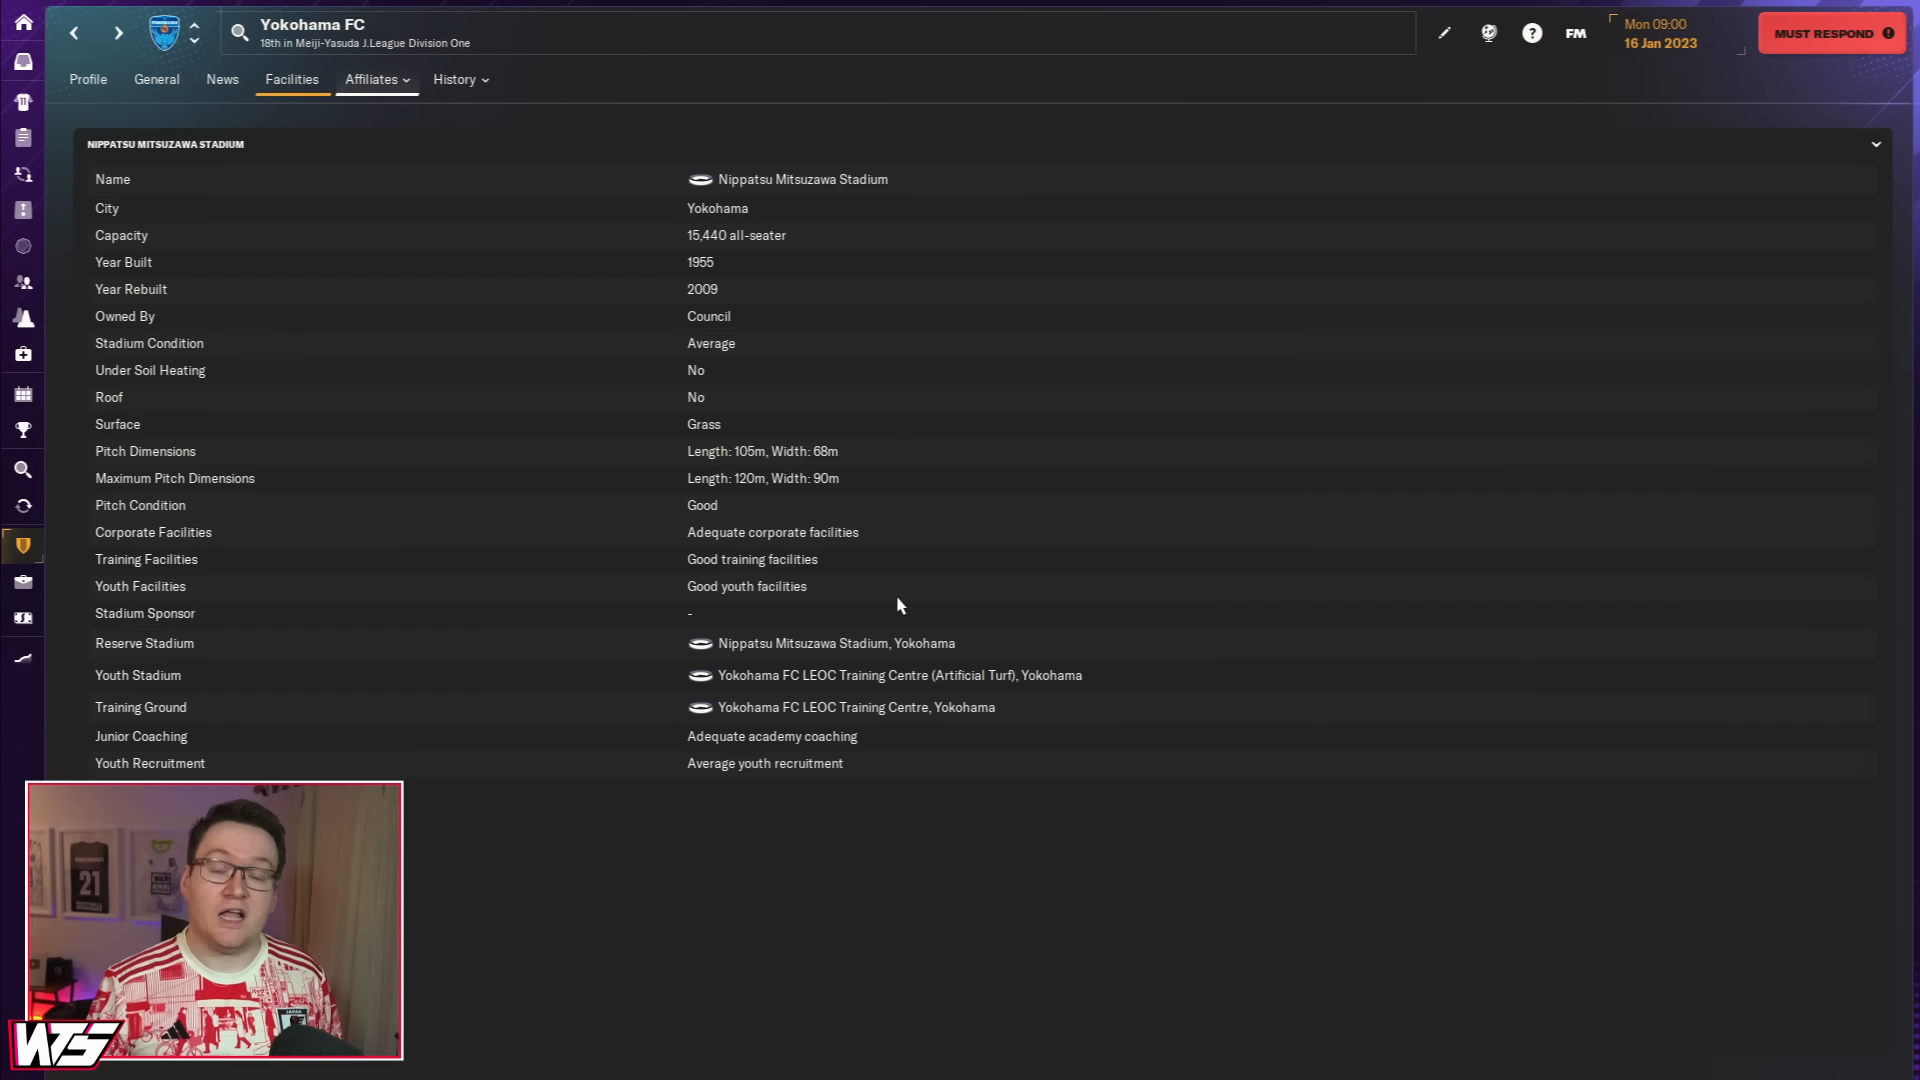 Yokohama FC
18th in Meiji-Yasuda J.League Division One
FM
Mon 09:00
16 Jan 2023
MUST RESPOND
Profile
General
News
Facilities
Affiliates
History
NIPPATSU MITSUZAWA STADIUM
Name Nippatsu Mitsuzawa Stadium
City Yokohama
Capacity 15,440 all-seater
Year Built 1955
Year Rebuilt 2009
Owned By Council
Stadium Condition Average
Under Soil Heating No
Roof No
Surface Grass
Pitch Dimensions Length: 105m, Width: 68m
Maximum Pitch Dimensions Length: 120m, Width: 90m
Pitch Condition Good
Corporate Facilities Adequate corporate facilities
Training Facilities Good training facilities
Youth Facilities Good youth facilities
Stadium Sponsor -
Reserve Stadium Nippatsu Mitsuzawa Stadium, Yokohama
Youth Stadium Yokohama FC LEOC Training Centre (Artificial Turf), Yokohama
Training Ground Yokohama FC LEOC Training Centre, Yokohama
Junior Coaching Adequate academy coaching
Youth Recruitment Average youth recruitment
21
JAPAN
WTS